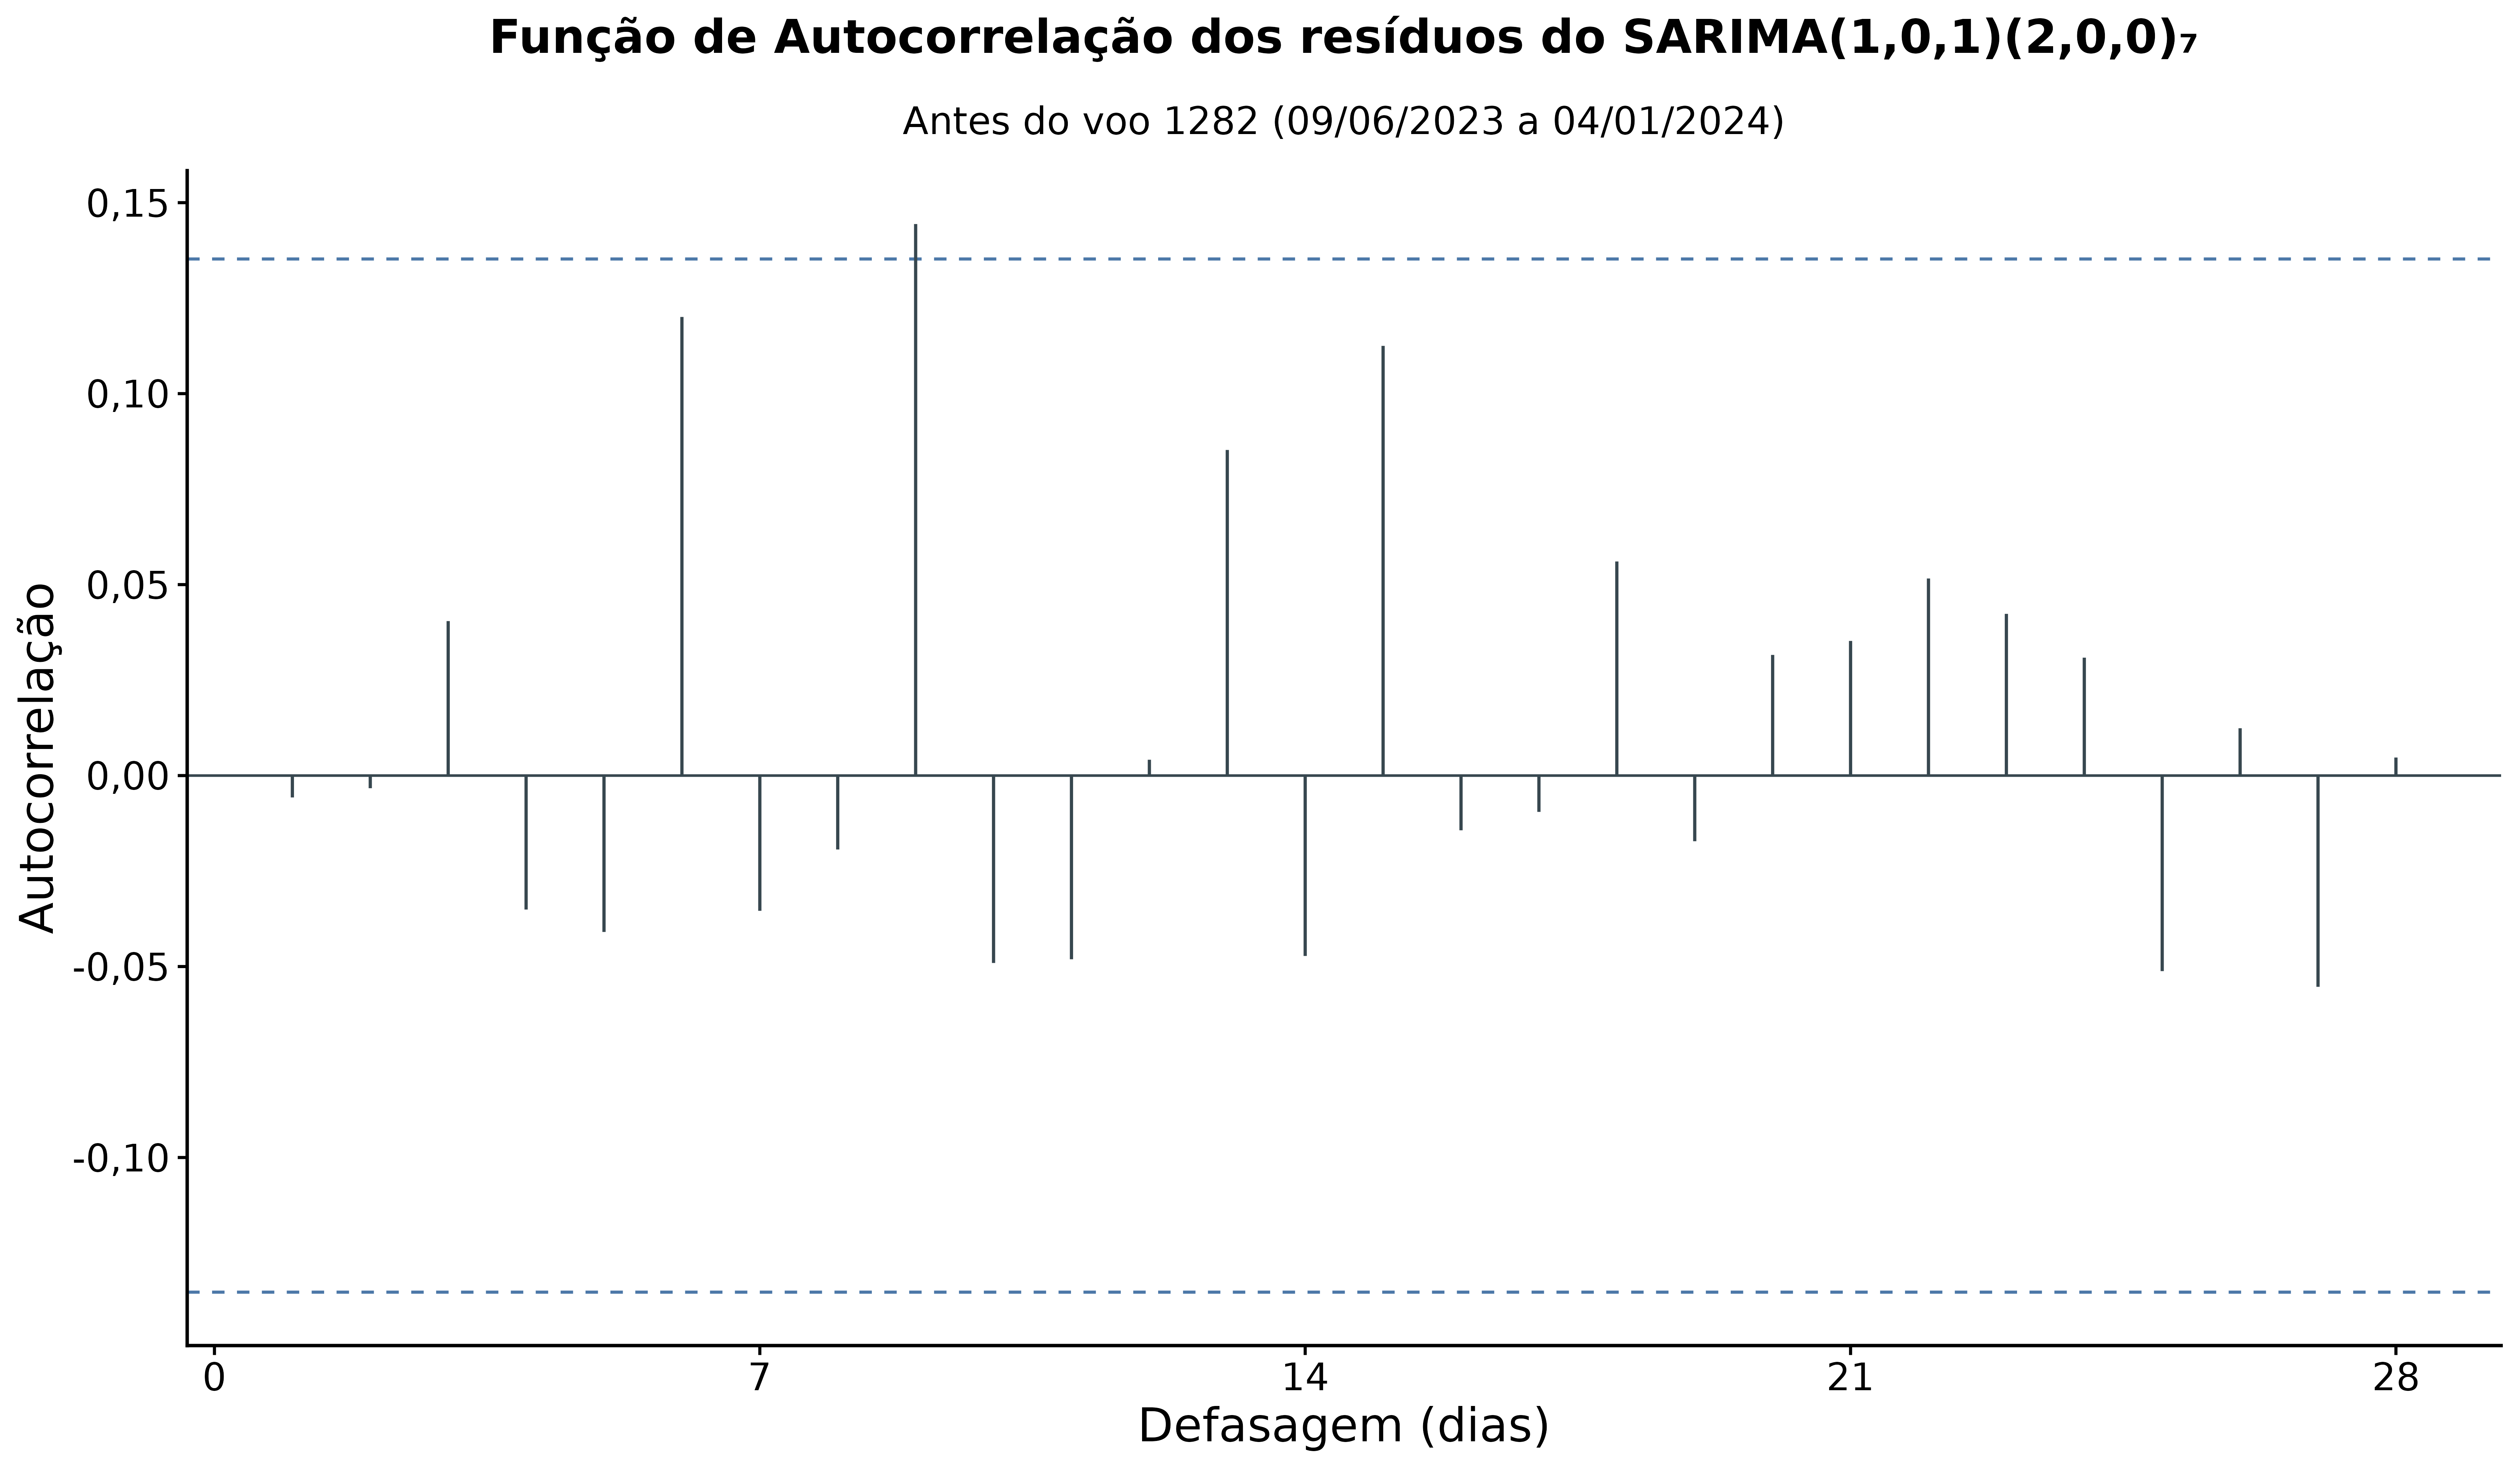 Função de Autocorrelação dos resíduos do SARIMA(1,0,1)(2,0,0)₇
Antes do voo 1282 (09/06/2023 a 04/01/2024)
Autocorrelação
0,15
0,10
0,05
0,00
-0,05
-0,10
0 7 14 21 28
Defasagem (dias)